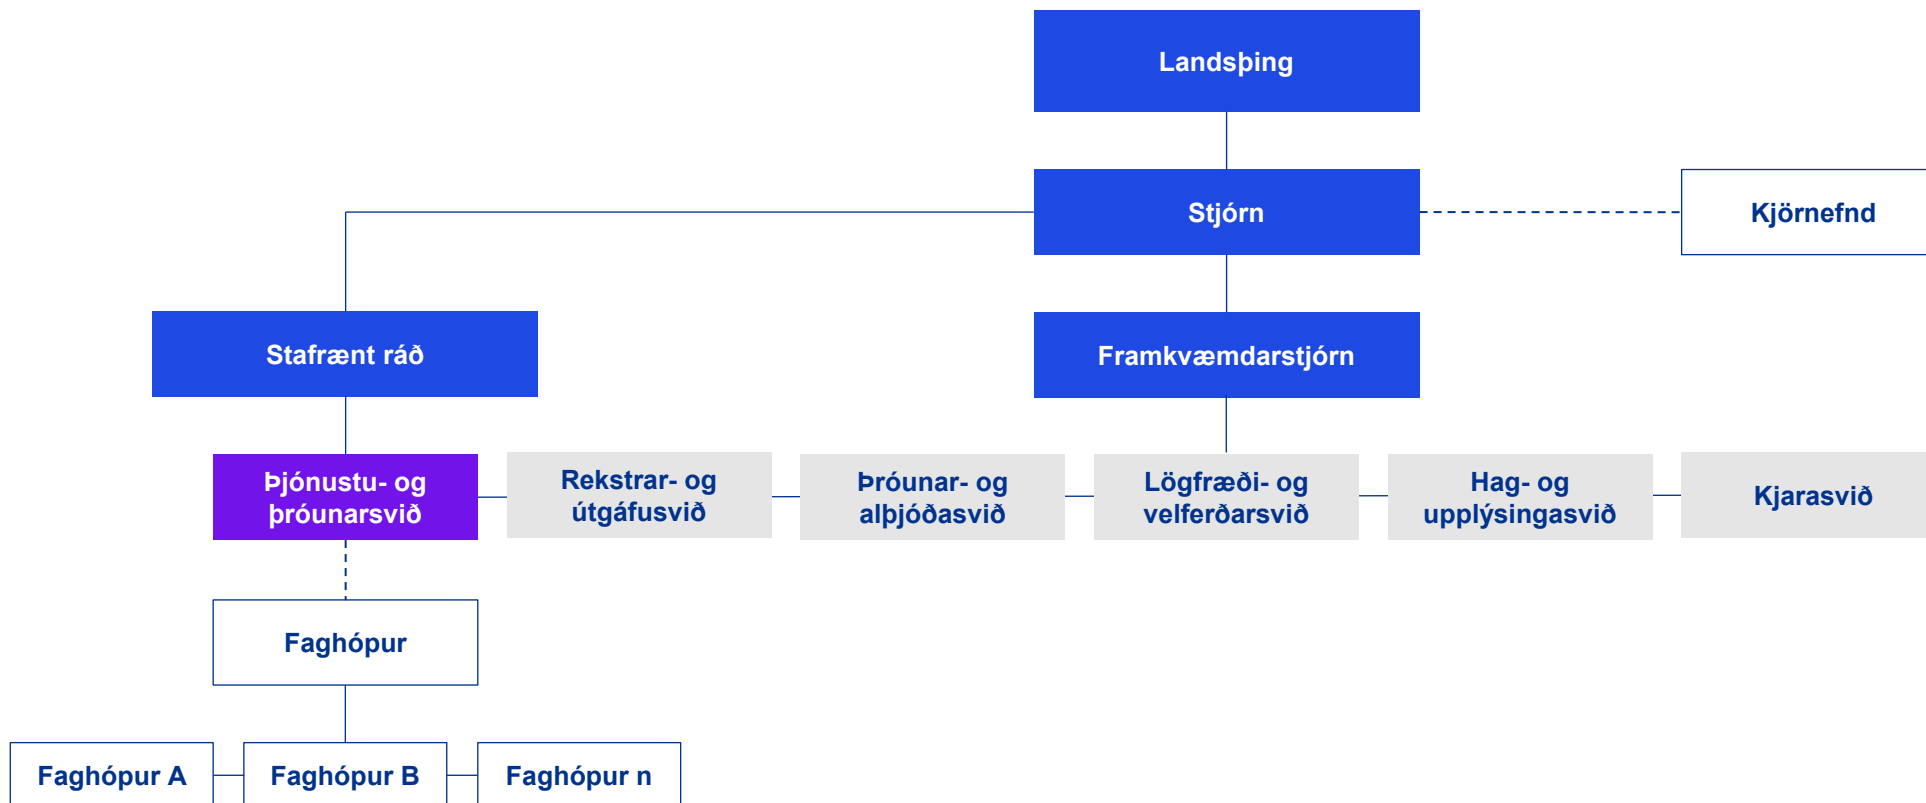 Landsþing
Stjórn
Kjörnefnd
Stafrænt ráð
Framkvæmdarstjórn
Þjónustu- og
þróunarsvið
Rekstrar- og
útgáfusvið
Þróunar- og
alþjóðasvið
Lögfræði- og
velferðarsvið
Hag- og
upplýsingasvið
Kjarasvið
Faghópur
Faghópur A
Faghópur B
Faghópur n